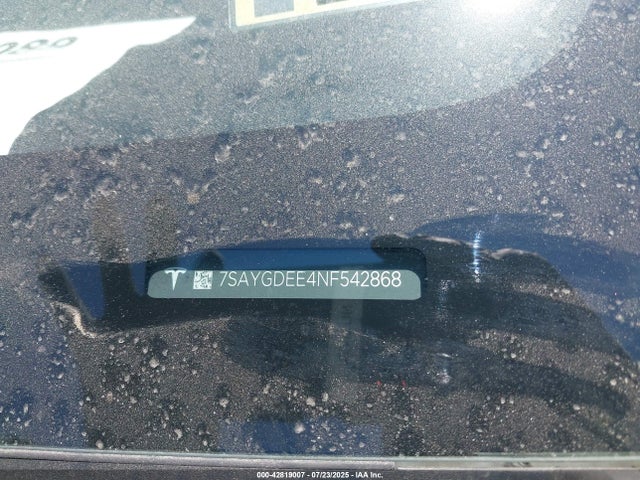 7SAYGDEE4NF542868
000-42819007 - 07/23/2025 - IAA Inc.